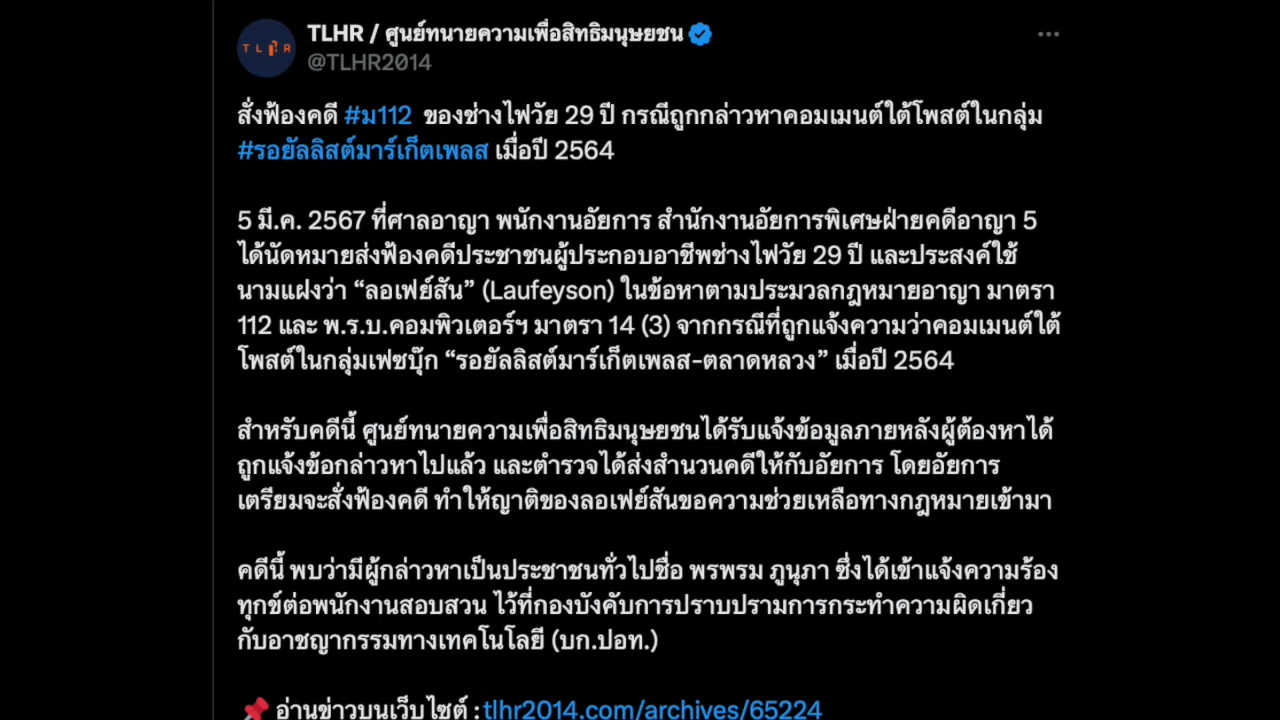 TLHR / ศูนย์ทนายความเพื่อสิทธิมนุษยชน
TLHR
@TLHR2014
สั่งฟ้องคดี #ม112 ของช่างไฟวัย 29 ปี กรณีถูกกล่าวหาคอมเมนต์ใต้โพสต์ในกลุ่ม
#รอยัลลิสต์มาร์เก็ตเพลส เมื่อปี 2564
5 มี.ค. 2567 ที่ศาลอาญา พนักงานอัยการ สำนักงานอัยการพิเศษฝ่ายคดีอาญา 5
ได้นัดหมายส่งฟ้องคดีประชาชนผู้ประกอบอาชีพช่างไฟวัย 29 ปี และประสงค์ใช้
นามแฝงว่า “ลอเฟย์สัน” (Laufeyson) ในข้อหาตามประมวลกฎหมายอาญา มาตรา
112 และ พ.ร.บ.คอมพิวเตอร์ฯ มาตรา 14 (3) จากกรณีที่ถูกแจ้งความว่าคอมเมนต์ใต้
โพสต์ในกลุ่มเฟซบุ๊ก “รอยัลลิสต์มาร์เก็ตเพลส-ตลาดหลวง” เมื่อปี 2564
สำหรับคดีนี้ ศูนย์ทนายความเพื่อสิทธิมนุษยชนได้รับแจ้งข้อมูลภายหลังผู้ต้องหาได้
ถูกแจ้งข้อกล่าวหาไปแล้ว และตำรวจได้ส่งสำนวนคดีให้กับอัยการ โดยอัยการ
เตรียมจะสั่งฟ้องคดี ทำให้ญาติของลอเฟย์สันขอความช่วยเหลือทางกฎหมายเข้ามา
คดีนี้ พบว่ามีผู้กล่าวหาเป็นประชาชนทั่วไปชื่อ พรพรม ภูนุภา ซึ่งได้เข้าแจ้งความร้อง
ทุกข์ต่อพนักงานสอบสวน ไว้ที่กองบังคับการปราบปรามการกระทำความผิดเกี่ยว
กับอาชญากรรมทางเทคโนโลยี (บก.ปอท.)
📌 อ่านข่าวบนเว็บไซต์ : tlhr2014.com/archives/65224